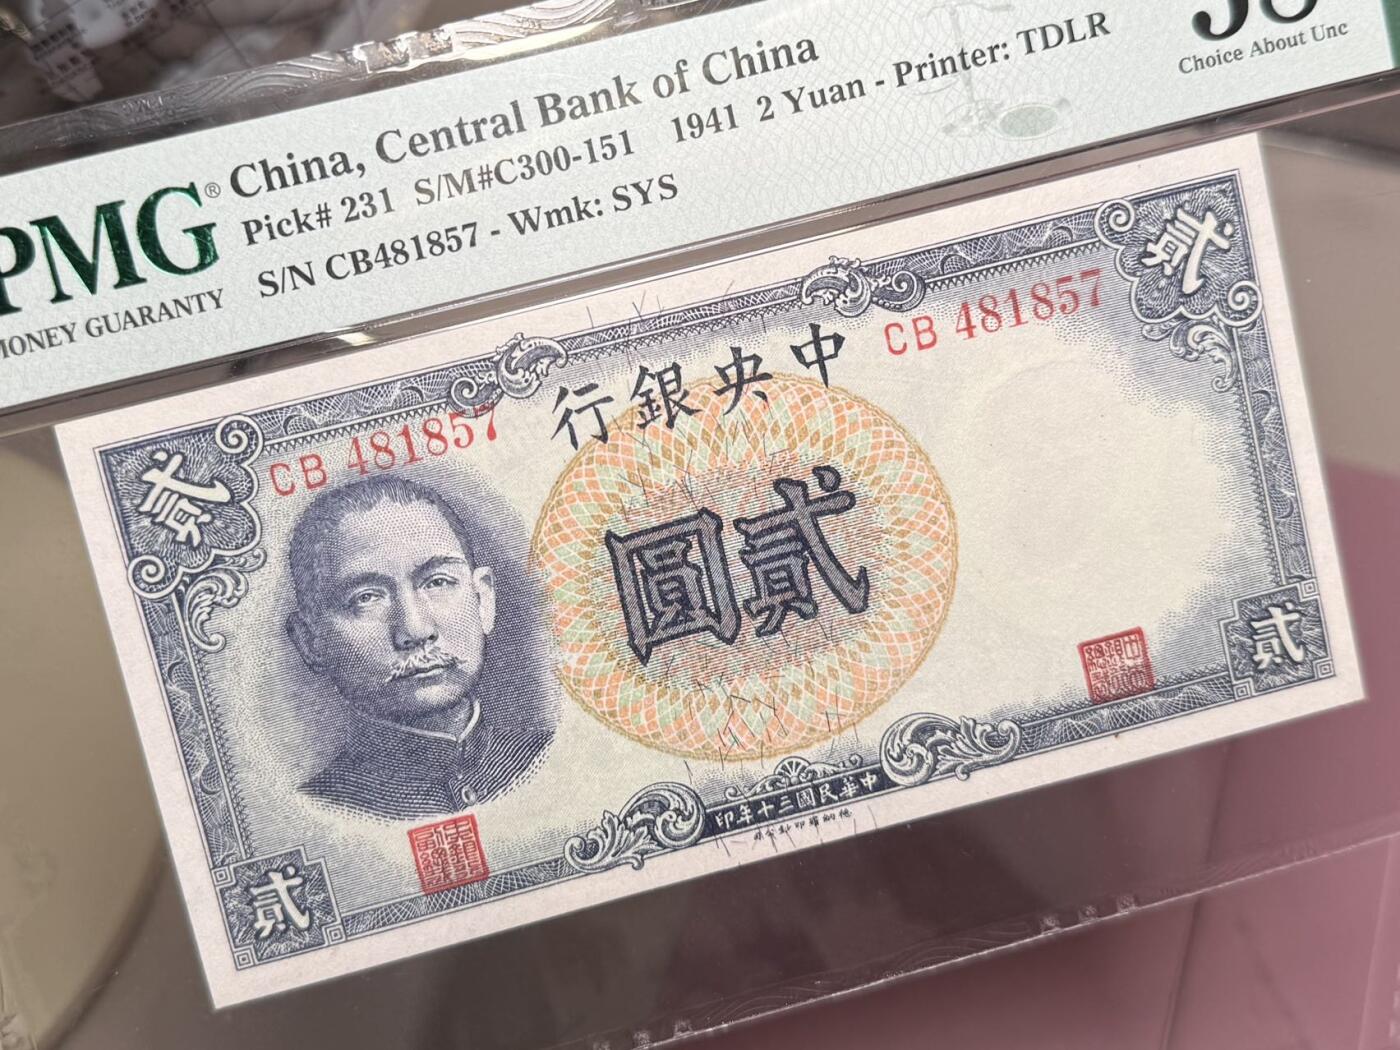 PMG®
MONEY GUARANTY
China, Central Bank of China
Pick# 231 S/M#C300-151 1941 2 Yuan - Printer: TDLR
S/N CB481857 - Wmk: SYS
Choice About Unc
貳
貳
CB 481857
CB 481857
行銀央中
圓貳
貳
貳
印年十三國民華中